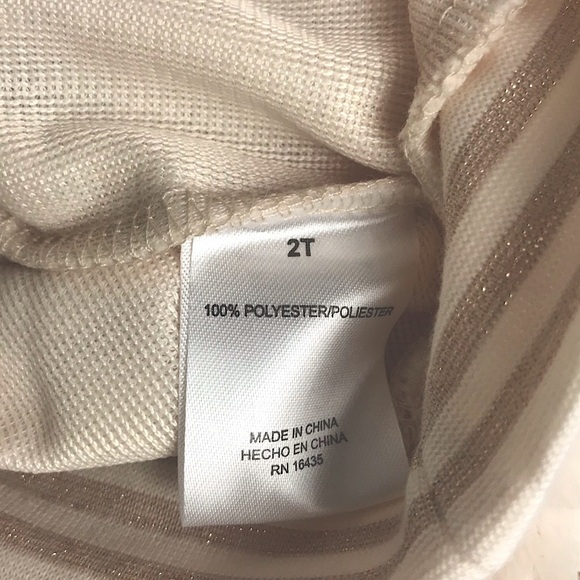 2T
100% POLYESTER/POLIESTER
MADE IN CHINA
HECHO EN CHINA
RN 16435